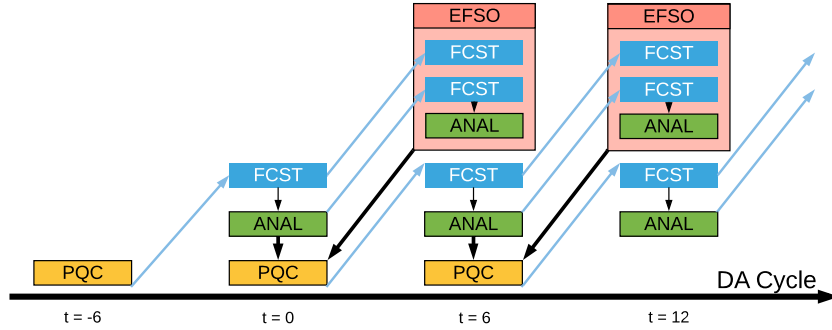 EFSO
EFSO
FCST
FCST
FCST
FCST
ANAL
ANAL
FCST
FCST
FCST
ANAL
ANAL
ANAL
PQC
PQC
PQC
DA Cycle
t = -6
t = 0
t = 6
t = 12